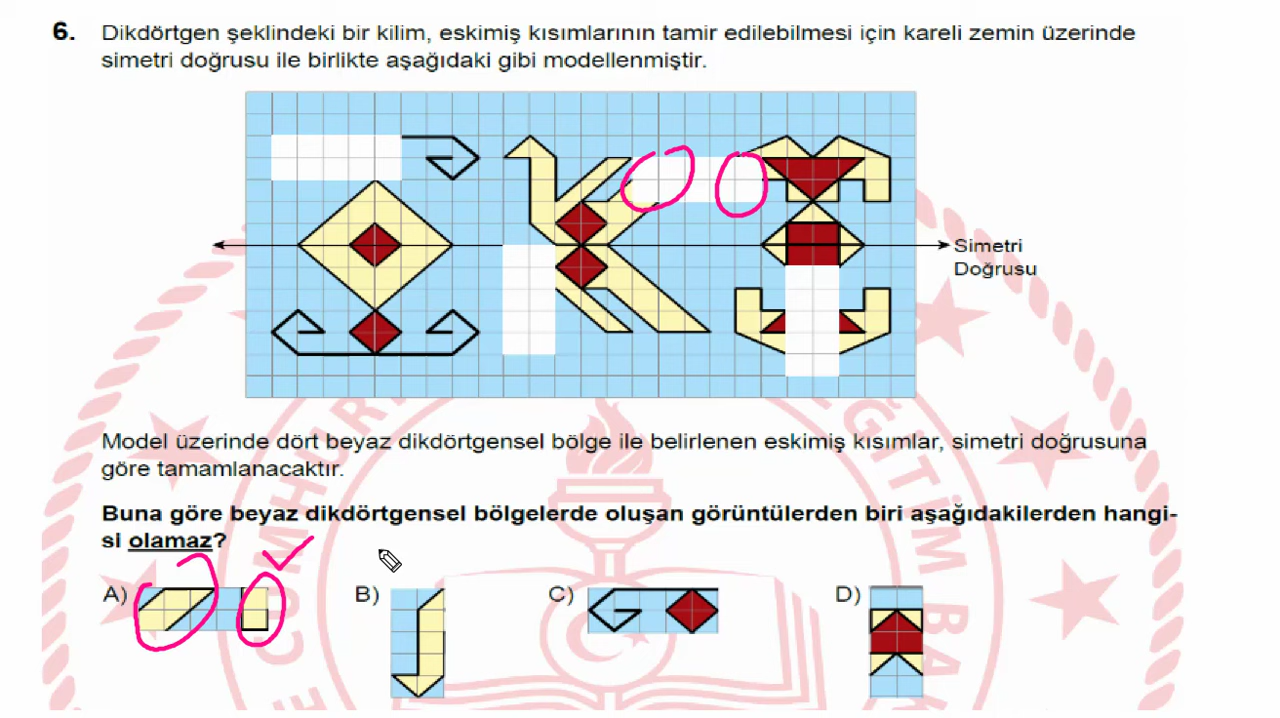 6. Dikdörtgen şeklindeki bir kilim, eskimiş kısımlarının tamir edilebilmesi için kareli zemin üzerinde
simetri doğrusu ile birlikte aşağıdaki gibi modellenmiştir.
Simetri
Doğrusu
Model üzerinde dört beyaz dikdörtgensel bölge ile belirlenen eskimiş kısımlar, simetri doğrusuna
göre tamamlanacaktır.
Buna göre beyaz dikdörtgensel bölgelerde oluşan görüntülerden biri aşağıdakilerden hangi-
si olamaz?
A) B) C) D)